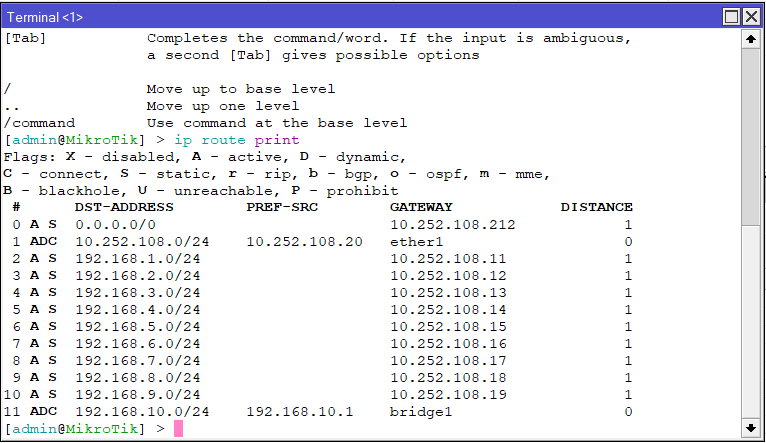 Terminal <1>
[Tab] Completes the command/word. If the input is ambiguous,
a second [Tab] gives possible options
/ Move up to base level
.. Move up one level
/command Use command at the base level
[admin@MikroTik] > ip route print
Flags: X - disabled, A - active, D - dynamic,
C - connect, S - static, r - rip, b - bgp, o - ospf, m - mme,
B - blackhole, U - unreachable, P - prohibit
# DST-ADDRESS PREF-SRC GATEWAY DISTANCE
0 A S 0.0.0.0/0 10.252.108.212 1
1 ADC 10.252.108.0/24 10.252.108.20 ether1 0
2 A S 192.168.1.0/24 10.252.108.11 1
3 A S 192.168.2.0/24 10.252.108.12 1
4 A S 192.168.3.0/24 10.252.108.13 1
5 A S 192.168.4.0/24 10.252.108.14 1
6 A S 192.168.5.0/24 10.252.108.15 1
7 A S 192.168.6.0/24 10.252.108.16 1
8 A S 192.168.7.0/24 10.252.108.17 1
9 A S 192.168.8.0/24 10.252.108.18 1
10 A S 192.168.9.0/24 10.252.108.19 1
11 ADC 192.168.10.0/24 192.168.10.1 bridge1 0
[admin@MikroTik] >